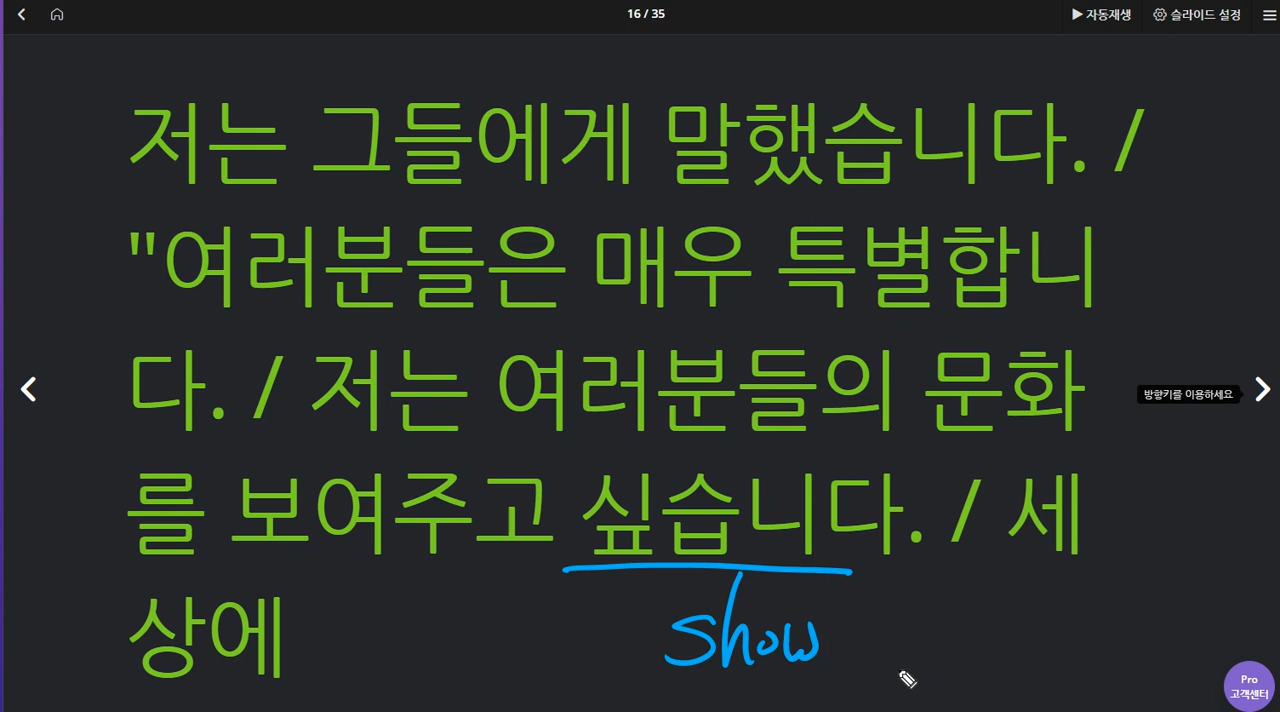 16 / 35
▶ 자동재생
슬라이드 설정
저는 그들에게 말했습니다. /
"여러분들은 매우 특별합니
다. / 저는 여러분들의 문화
방향키를 이용하세요
를 보여주고 싶습니다. / 세
상에
show
Pro
고객센터